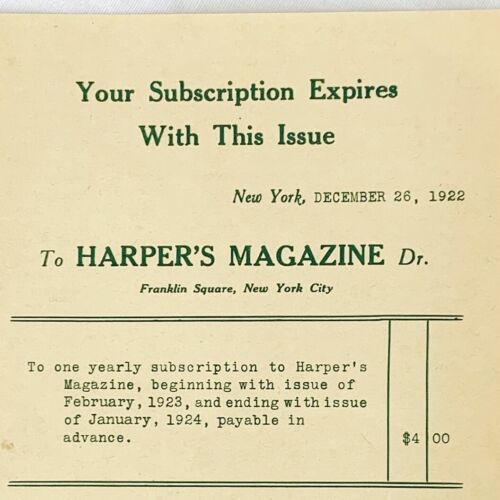 Your Subscription Expires
With This Issue
New York, DECEMBER 26, 1922
To HARPER'S MAGAZINE Dr.
Franklin Square, New York City
To one yearly subscription to Harper's
Magazine, beginning with issue of
February, 1923, and ending with issue
of January, 1924, payable in
advance. $4 00